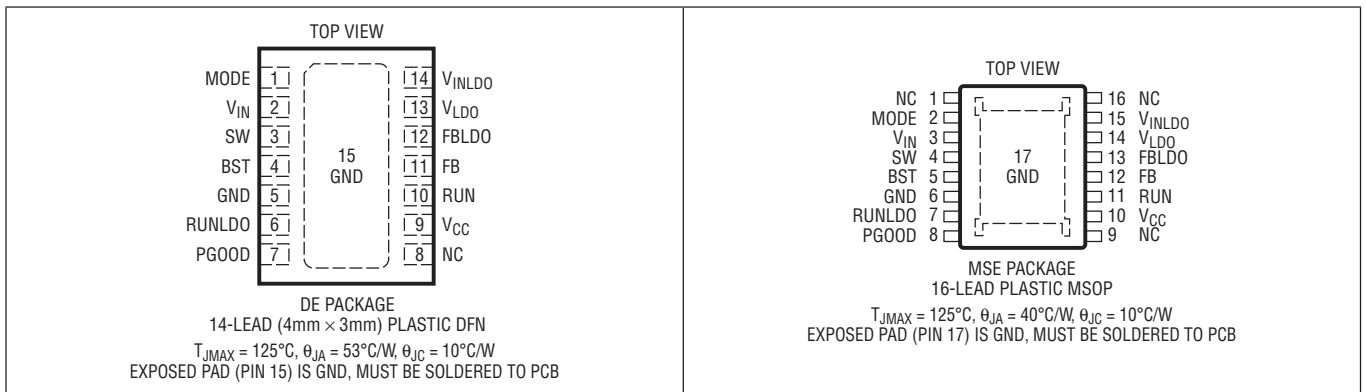 TOP VIEW
MODE 1 14 VINLDO
VIN 2 13 VLDO
SW 3 12 FBLDO
BST 4 11 FB
GND 5 10 RUN
RUNLDO 6 9 VCC
PGOOD 7 8 NC
15
GND
DE PACKAGE
14-LEAD (4mm × 3mm) PLASTIC DFN
TJMAX = 125°C, θJA = 53°C/W, θJC = 10°C/W
EXPOSED PAD (PIN 15) IS GND, MUST BE SOLDERED TO PCB
TOP VIEW
NC 1 16 NC
MODE 2 15 VINLDO
VIN 3 14 VLDO
SW 4 13 FBLDO
BST 5 12 FB
GND 6 11 RUN
RUNLDO 7 10 VCC
PGOOD 8 9 NC
17
GND
MSE PACKAGE
16-LEAD PLASTIC MSOP
TJMAX = 125°C, θJA = 40°C/W, θJC = 10°C/W
EXPOSED PAD (PIN 17) IS GND, MUST BE SOLDERED TO PCB